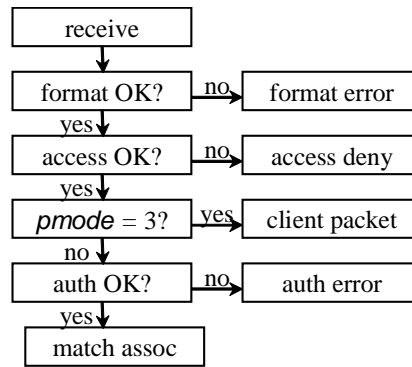 receive
format OK? no format error
yes
access OK? no access deny
yes
pmode = 3? yes client packet
no
auth OK? no auth error
yes
match assoc